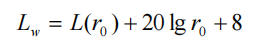 L_w = L(r_0) + 20 lg r_0 + 8